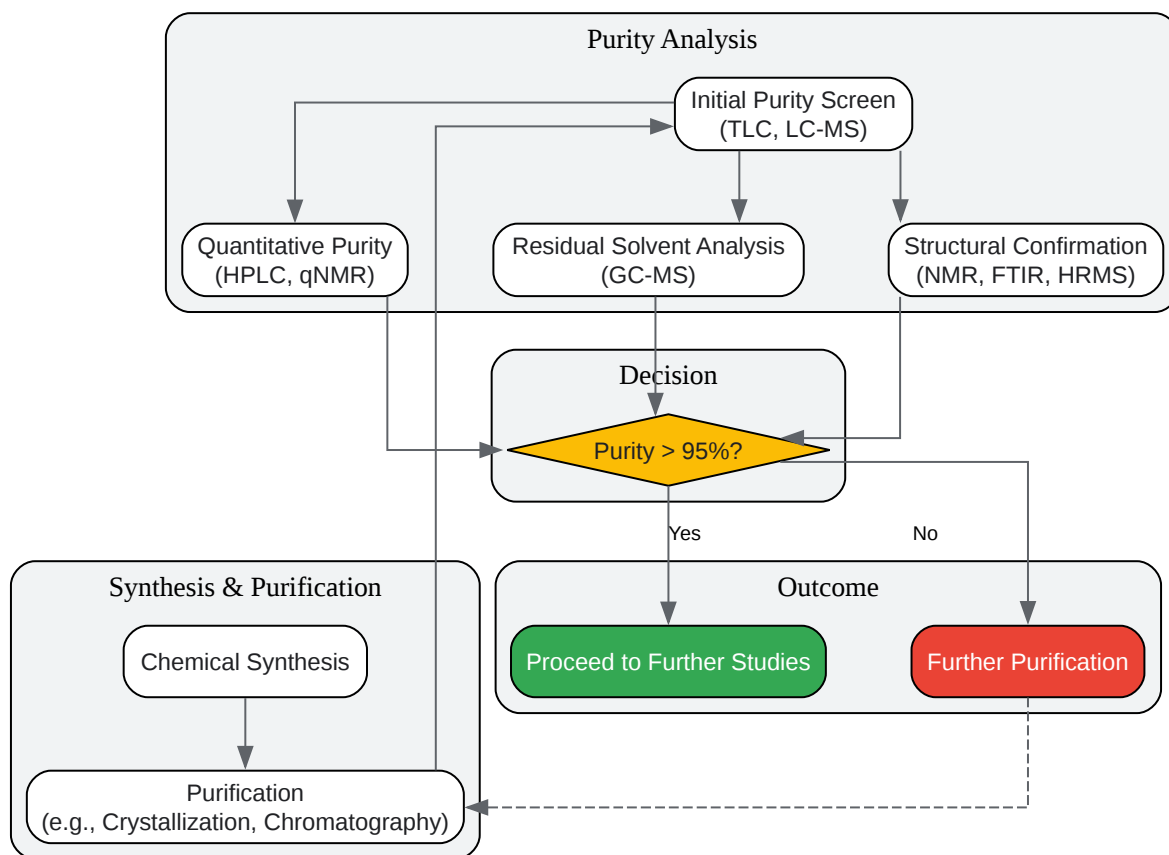 Purity Analysis
Initial Purity Screen
(TLC, LC-MS)
Quantitative Purity
(HPLC, qNMR)
Residual Solvent Analysis
(GC-MS)
Structural Confirmation
(NMR, FTIR, HRMS)
Decision
Purity > 95%?
Yes
No
Synthesis & Purification
Chemical Synthesis
Purification
(e.g., Crystallization, Chromatography)
Outcome
Proceed to Further Studies
Further Purification